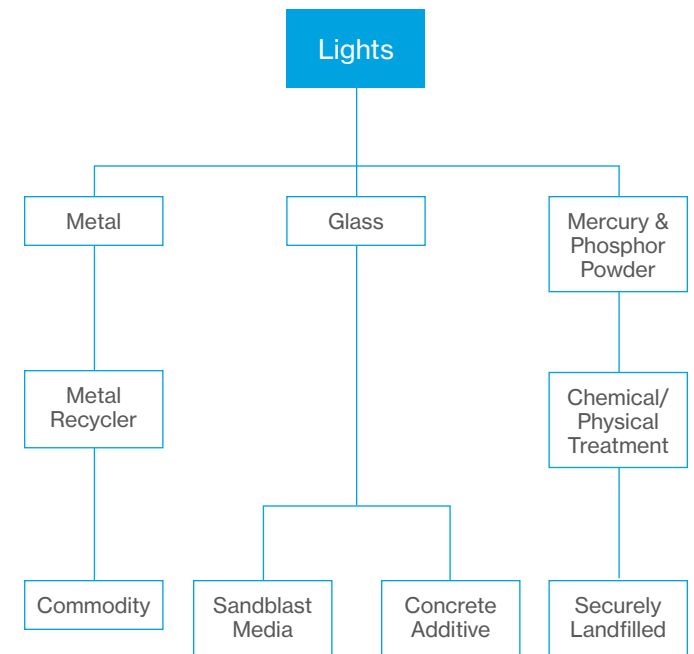 Lights
Metal
Glass
Mercury &
Phosphor
Powder
Metal
Recycler
Chemical/
Physical
Treatment
Commodity
Sandblast
Media
Concrete
Additive
Securely
Landfilled